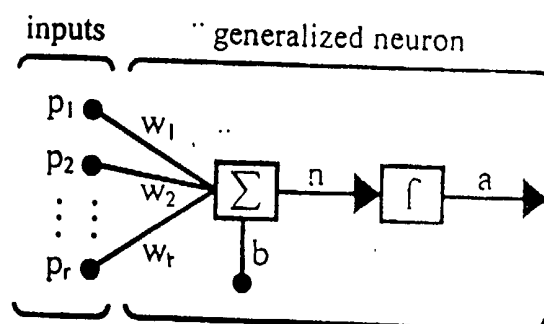 inputs generalized neuron
p1 w1
p2 w2 Σ n ʃ a
pr wr b